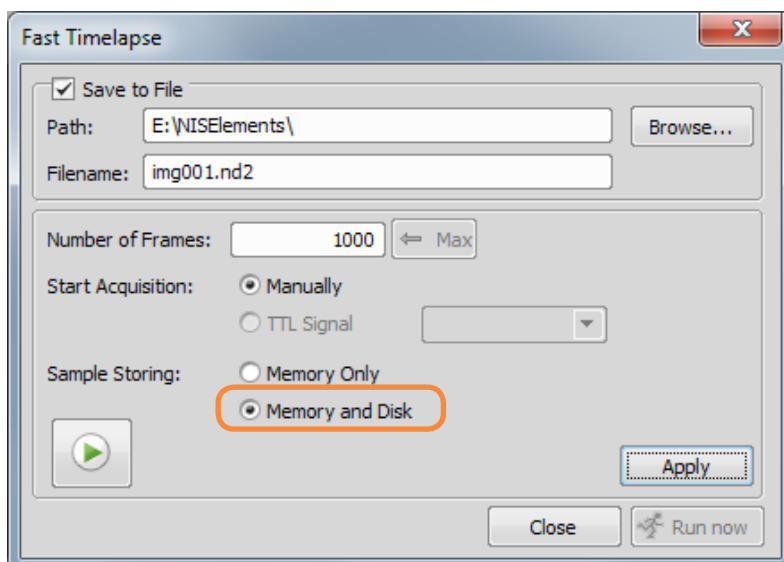 Fast Timelapse
Save to File
Path: E:\NISElements\ Browse...
Filename: img001.nd2
Number of Frames: 1000 Max
Start Acquisition: Manually
TTL Signal
Sample Storing: Memory Only
Memory and Disk
Apply
Close Run now